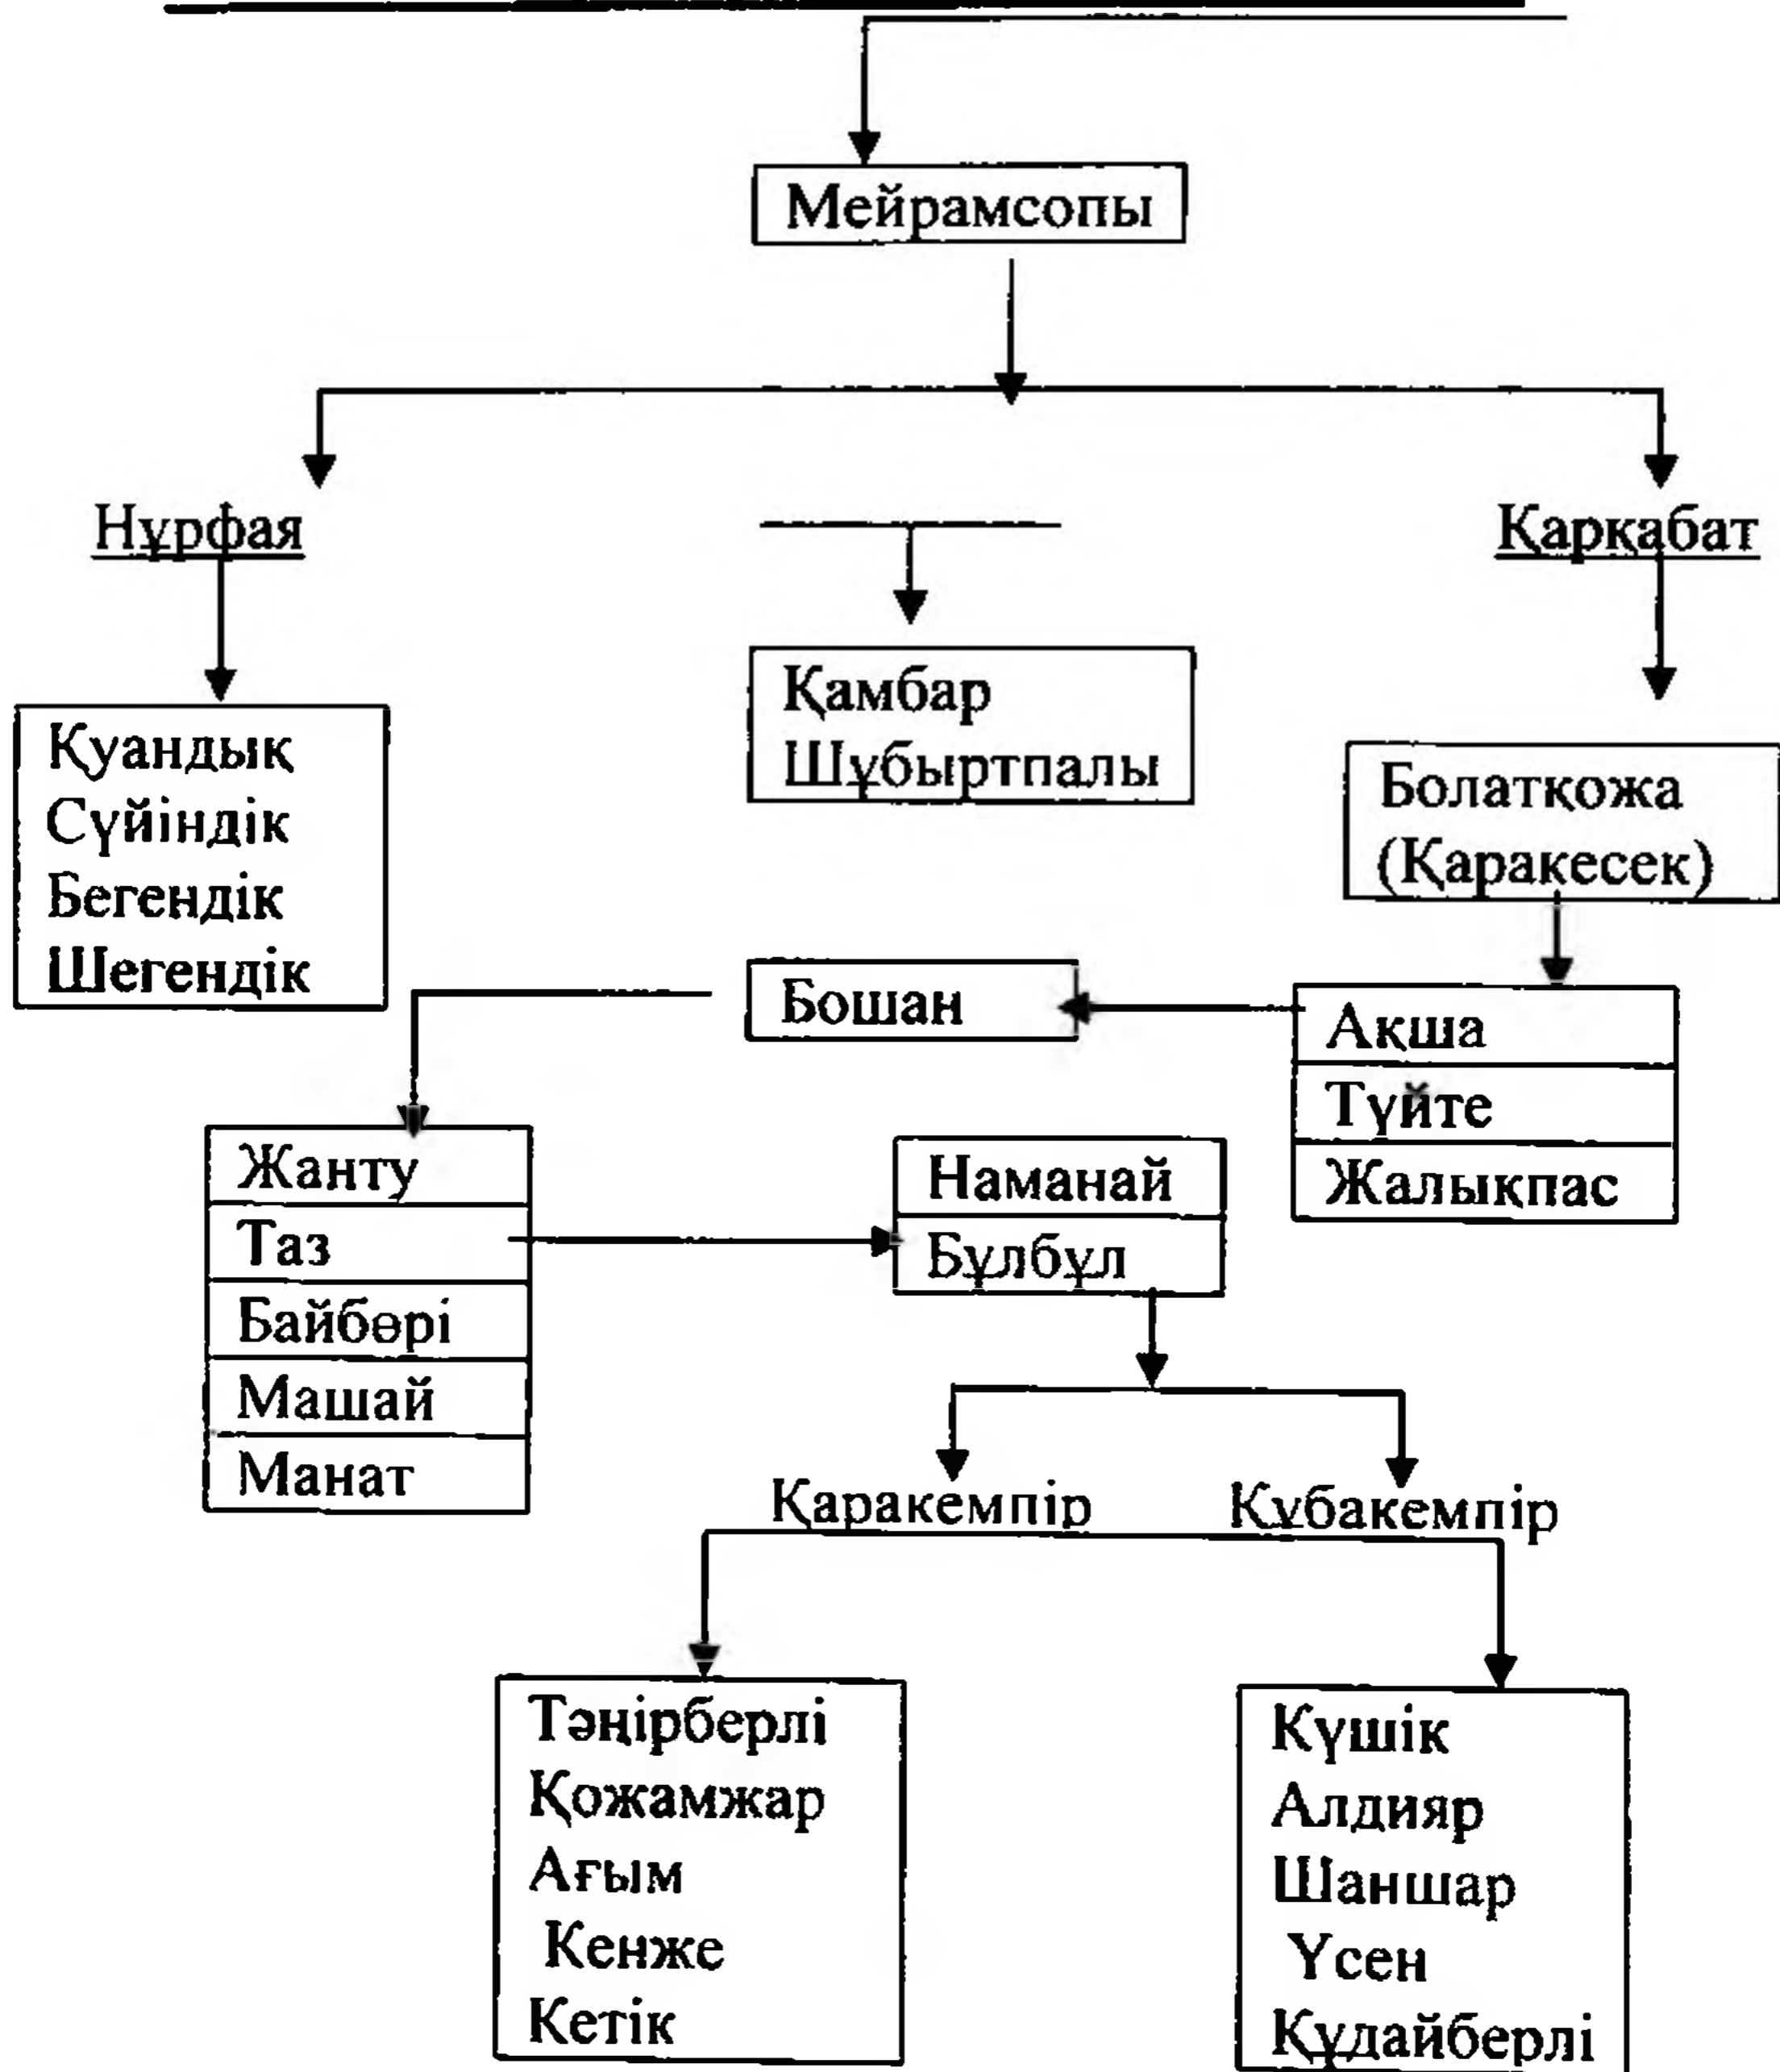 Мейрамсопы
Нұрфая
Қарқабат
Қуандық
Сүйіндік
Бегендік
Шегендік
Қамбар
Шұбыртпалы
Болатқожа
(Қаракесек)
Бошан
Ақша
Түйте
Жалықпас
Жанту
Таз
Байбөрі
Машай
Манат
Наманай
Бұлбұл
Қаракемпір
Құбакемпір
Тәңірберлі
Қожамжар
Ағым
Кенже
Кетік
Күшік
Алдияр
Шаншар
Үсен
Құдайберлі